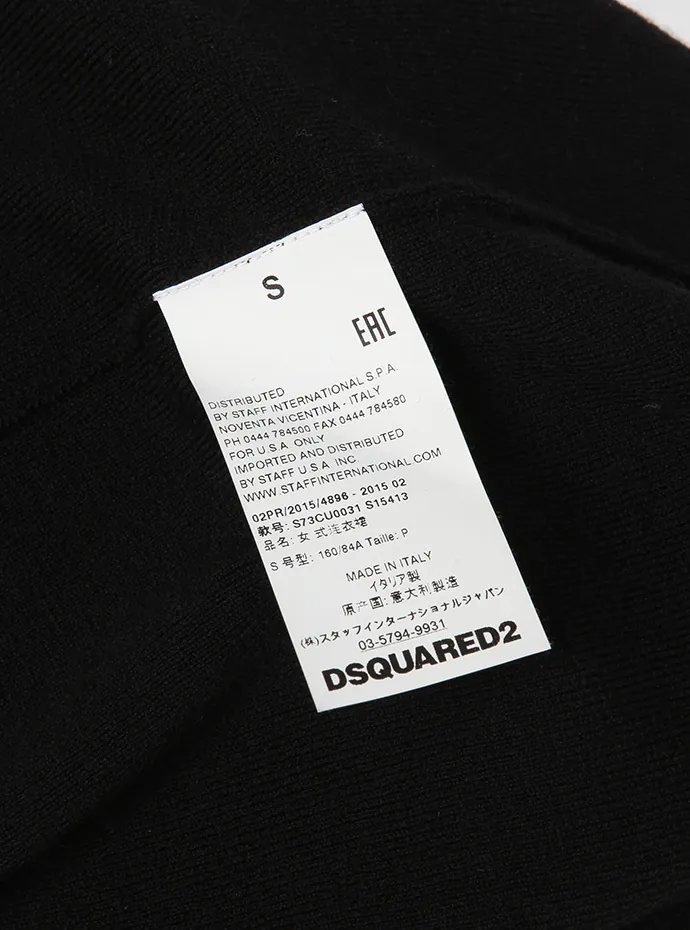 S
EAC
DISTRIBUTED
BY STAFF INTERNATIONAL S.P.A.
NOVENTA VICENTINA - ITALY
PH 0444 784500 FAX 0444 784580
FOR U.S.A. ONLY
IMPORTED AND DISTRIBUTED
BY STAFF U.S.A. INC.
WWW.STAFFINTERNATIONAL.COM
02PR/2015/4896 - 2015 02
款号: S73CU0031 S15413
品名: 女 式连衣裙
S 号型: 160/84A Taille: P
MADE IN ITALY
イタリア製
原产国: 意大利製造
(株)スタッフインターナショナルジャパン
03-5794-9931
DSQUARED2